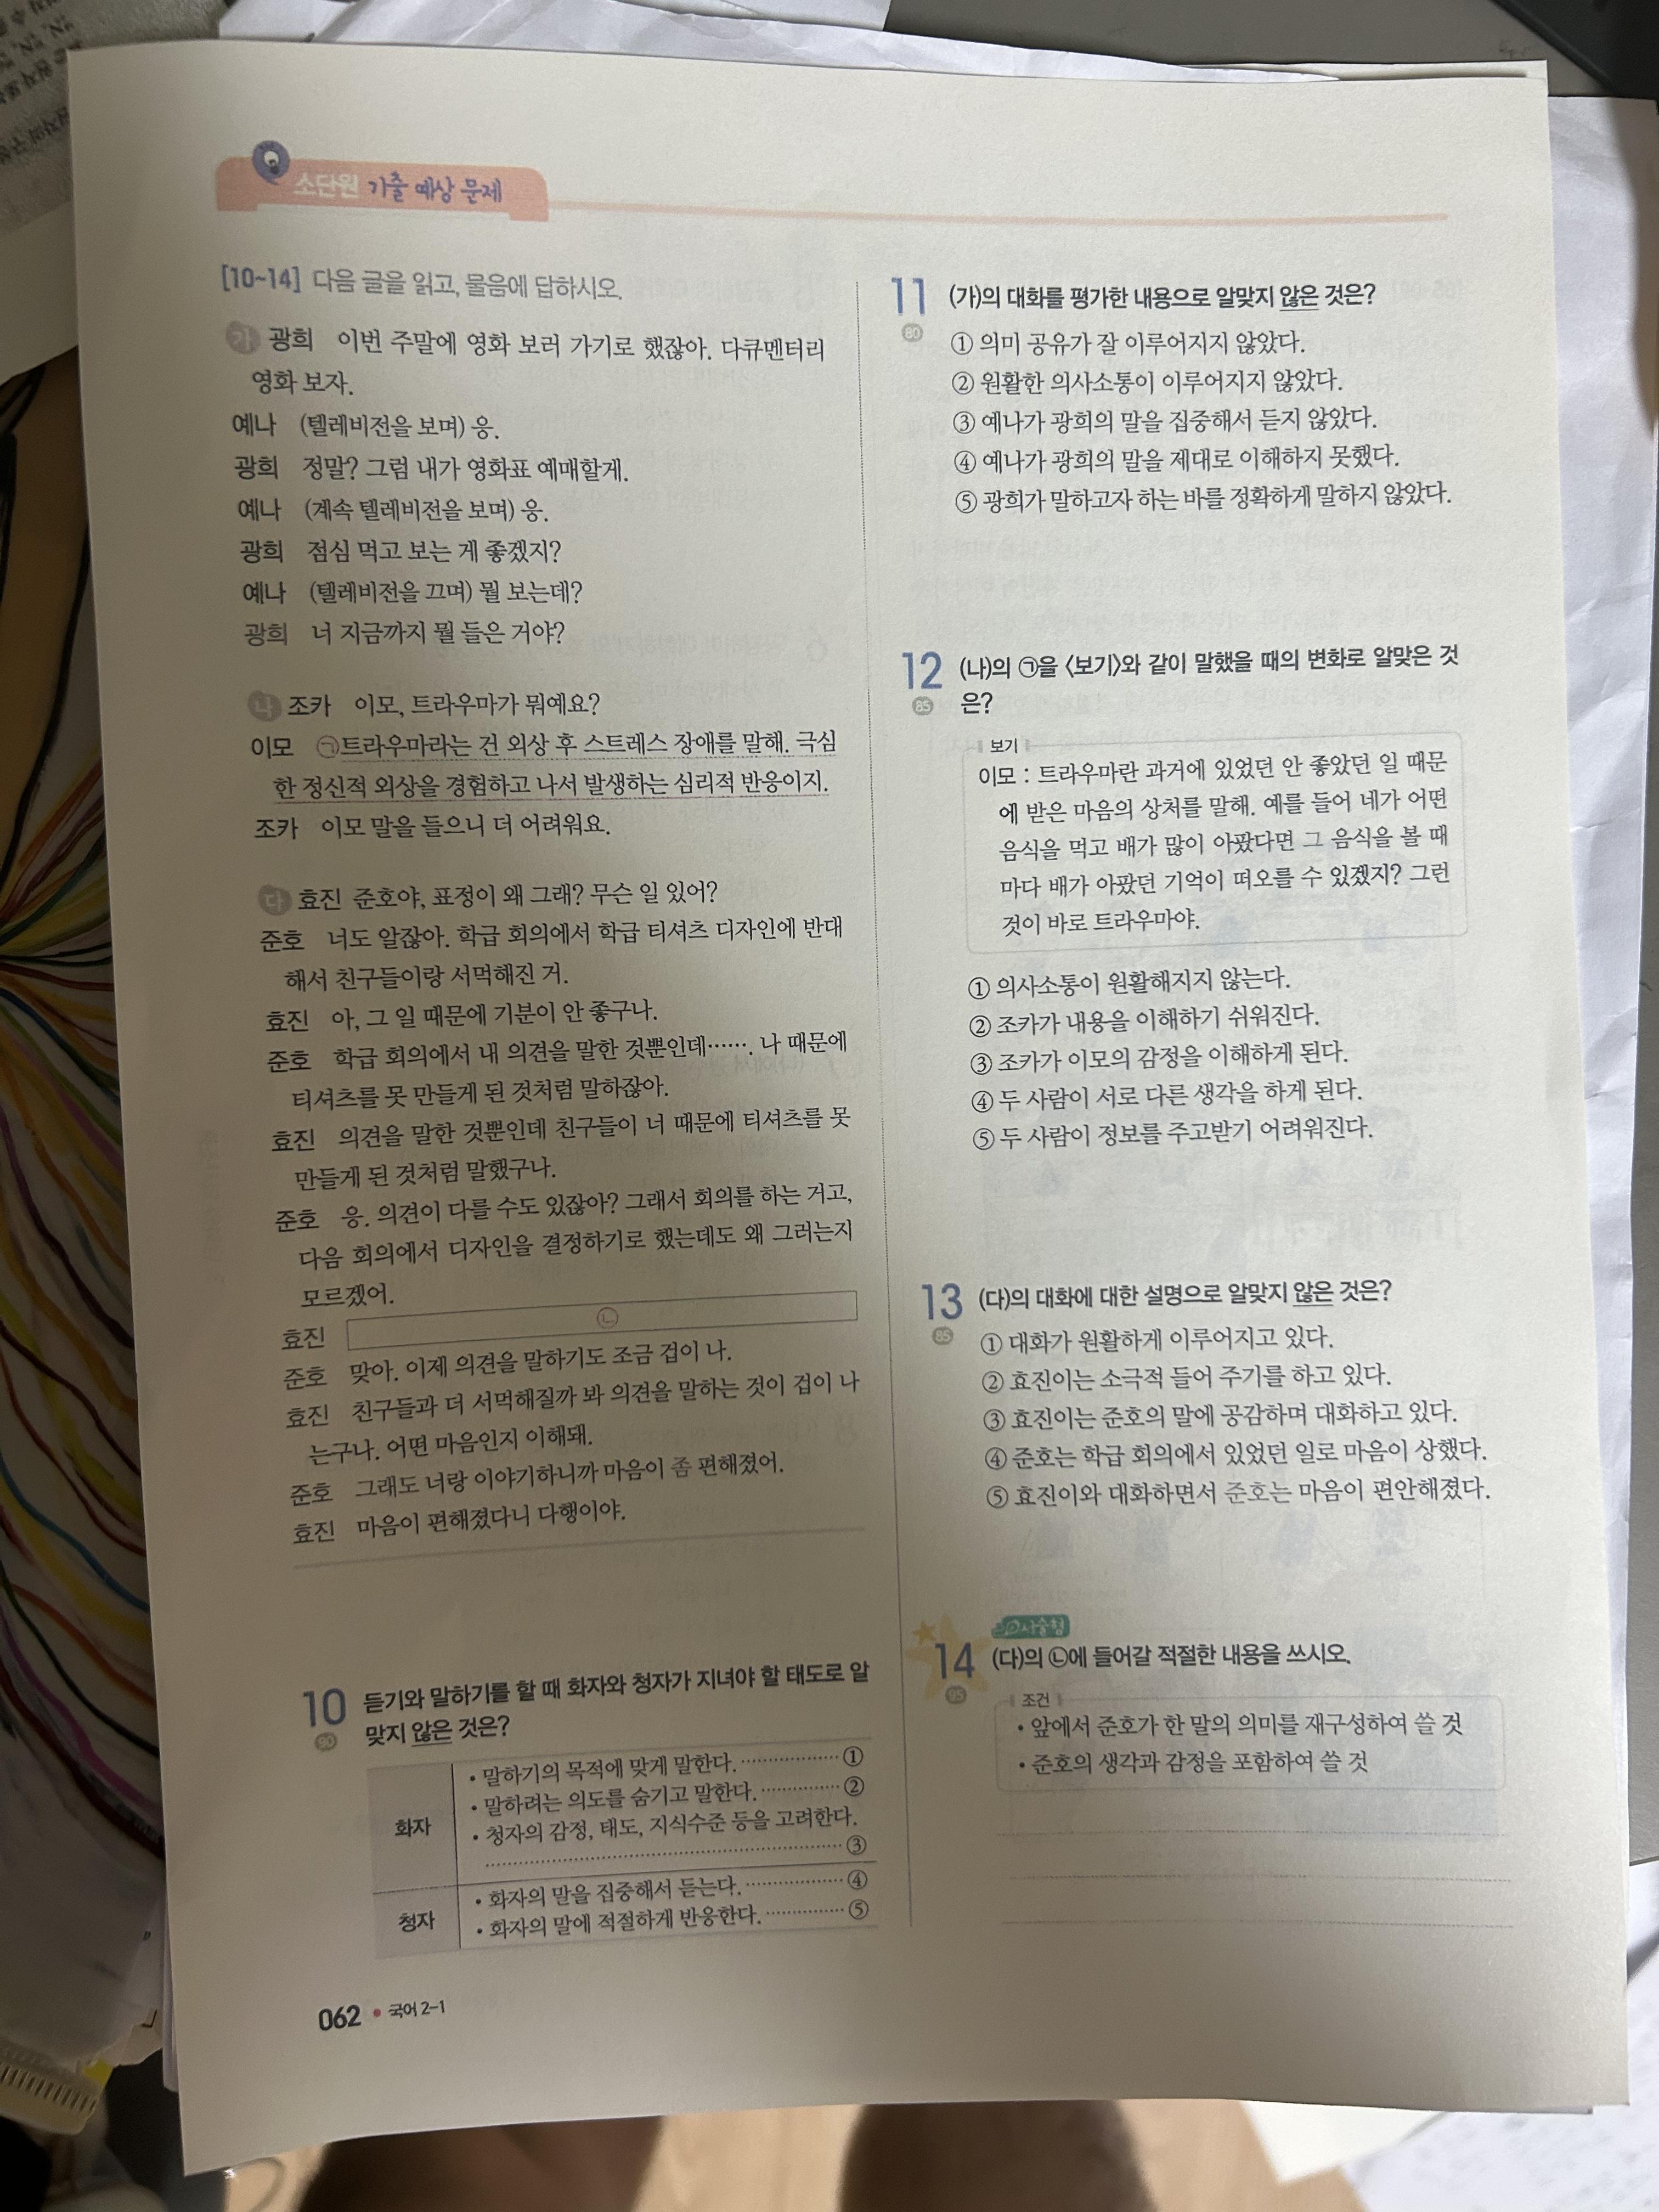 소단원 기출 예상 문제
[10~14] 다음 글을 읽고, 물음에 답하시오.
가 광희 이번 주말에 영화 보러 가기로 했잖아. 다큐멘터리
영화 보자.
예나 (텔레비전을 보며) 응.
광희 정말? 그럼 내가 영화표 예매할게.
예나 (계속 텔레비전을 보며) 응.
광희 점심 먹고 보는 게 좋겠지?
예나 (텔레비전을 끄며) 뭘 보는데?
광희 너 지금까지 뭘 들은 거야?
나 조카 이모, 트라우마가 뭐예요?
이모 ㉠트라우마라는 건 외상 후 스트레스 장애를 말해. 극심
한 정신적 외상을 경험하고 나서 발생하는 심리적 반응이지.
조카 이모 말을 들으니 더 어려워요.
다 효진 준호야, 표정이 왜 그래? 무슨 일 있어?
준호 너도 알잖아. 학급 회의에서 학급 티셔츠 디자인에 반대
해서 친구들이랑 서먹해진 거.
효진 아, 그 일 때문에 기분이 안 좋구나.
준호 학급 회의에서 내 의견을 말한 것뿐인데……. 나 때문에
티셔츠를 못 만들게 된 것처럼 말하잖아.
효진 의견을 말한 것뿐인데 친구들이 너 때문에 티셔츠를 못
만들게 된 것처럼 말했구나.
준호 응. 의견이 다를 수도 있잖아? 그래서 회의를 하는 거고,
다음 회의에서 디자인을 결정하기로 했는데도 왜 그러는지
모르겠어.
효진 ㉡
준호 맞아. 이제 의견을 말하기도 조금 겁이 나.
효진 친구들과 더 서먹해질까 봐 의견을 말하는 것이 겁이 나
는구나. 어떤 마음인지 이해돼.
준호 그래도 너랑 이야기하니까 마음이 좀 편해졌어.
효진 마음이 편해졌다니 다행이야.
10 듣기와 말하기를 할 때 화자와 청자가 지녀야 할 태도로 알
90 맞지 않은 것은?
화자
• 말하기의 목적에 맞게 말한다. ①
• 말하려는 의도를 숨기고 말한다. ②
• 청자의 감정, 태도, 지식수준 등을 고려한다.
③
청자
• 화자의 말을 집중해서 듣는다. ④
• 화자의 말에 적절하게 반응한다. ⑤
062 • 국어 2-1
11 (가)의 대화를 평가한 내용으로 알맞지 않은 것은?
80
① 의미 공유가 잘 이루어지지 않았다.
② 원활한 의사소통이 이루어지지 않았다.
③ 예나가 광희의 말을 집중해서 듣지 않았다.
④ 예나가 광희의 말을 제대로 이해하지 못했다.
⑤ 광희가 말하고자 하는 바를 정확하게 말하지 않았다.
12 (나)의 ㉠을 <보기>와 같이 말했을 때의 변화로 알맞은 것
85 은?
보기
이모 : 트라우마란 과거에 있었던 안 좋았던 일 때문
에 받은 마음의 상처를 말해. 예를 들어 네가 어떤
음식을 먹고 배가 많이 아팠다면 그 음식을 볼 때
마다 배가 아팠던 기억이 떠오를 수 있겠지? 그런
것이 바로 트라우마야.
① 의사소통이 원활해지지 않는다.
② 조카가 내용을 이해하기 쉬워진다.
③ 조카가 이모의 감정을 이해하게 된다.
④ 두 사람이 서로 다른 생각을 하게 된다.
⑤ 두 사람이 정보를 주고받기 어려워진다.
13 (다)의 대화에 대한 설명으로 알맞지 않은 것은?
85
① 대화가 원활하게 이루어지고 있다.
② 효진이는 소극적 들어 주기를 하고 있다.
③ 효진이는 준호의 말에 공감하며 대화하고 있다.
④ 준호는 학급 회의에서 있었던 일로 마음이 상했다.
⑤ 효진이와 대화하면서 준호는 마음이 편안해졌다.
서술형
14 (다)의 ㉡에 들어갈 적절한 내용을 쓰시오.
95
조건
• 앞에서 준호가 한 말의 의미를 재구성하여 쓸 것
• 준호의 생각과 감정을 포함하여 쓸 것